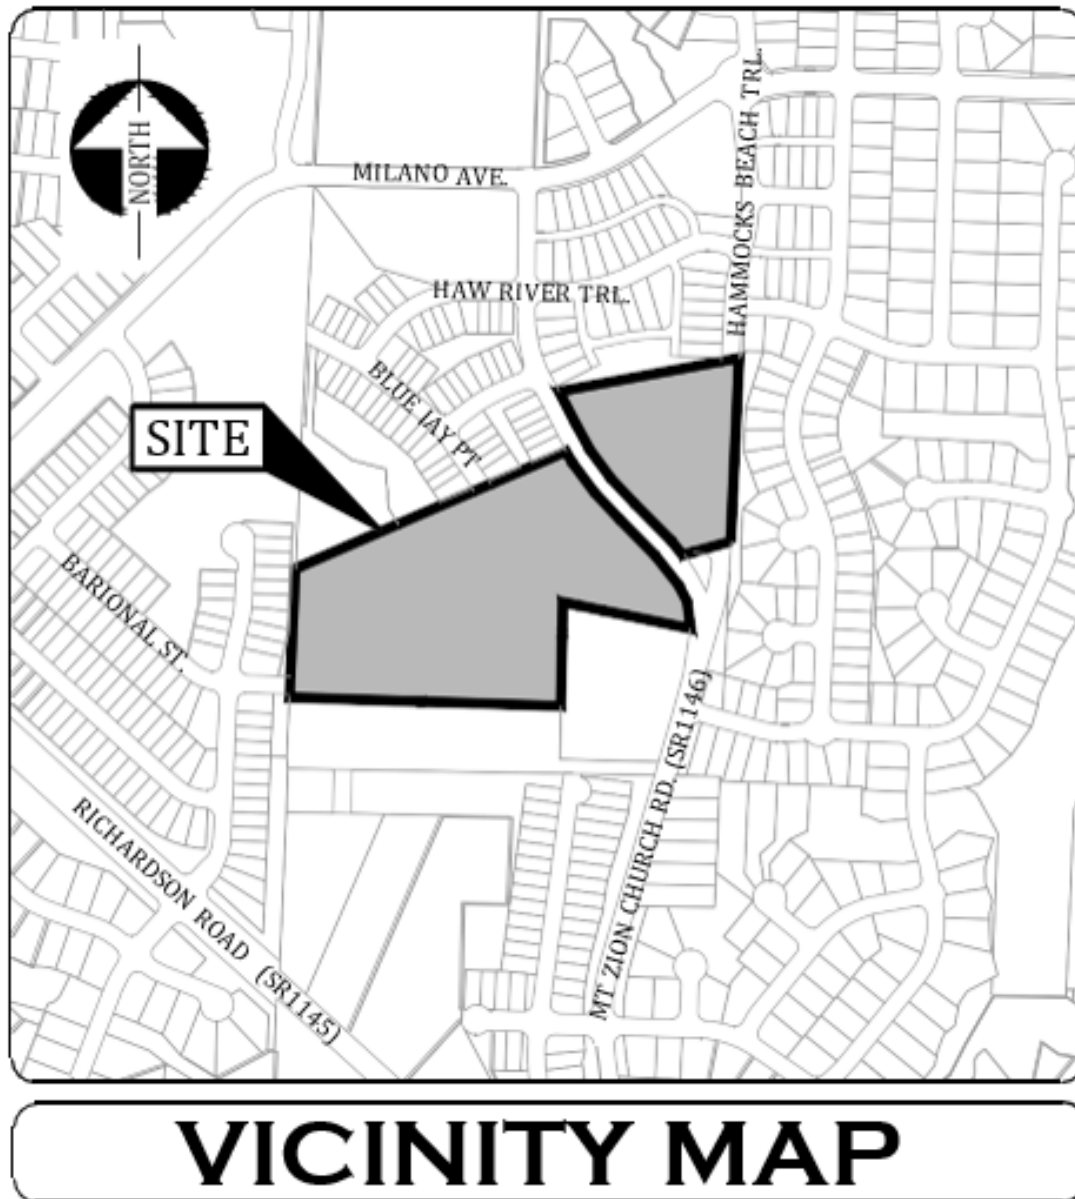 HAMMOCKS BEACH TRL.
NORTH
MILANO AVE.
HAW RIVER TRL.
BLUE JAY PT
SITE
BARIONAL ST.
MT ZION CHURCH RD. (SR1146)
RICHARDSON ROAD (SR1145)
VICINITY MAP